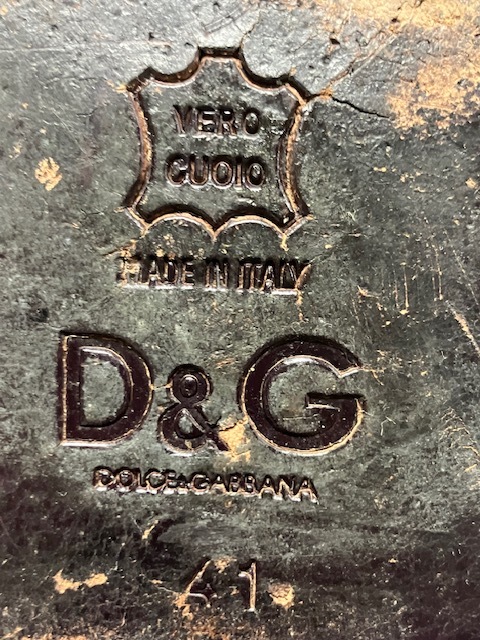 VERO
CUOIO
MADE IN ITALY
D&G
DOLCE&GABBANA
41